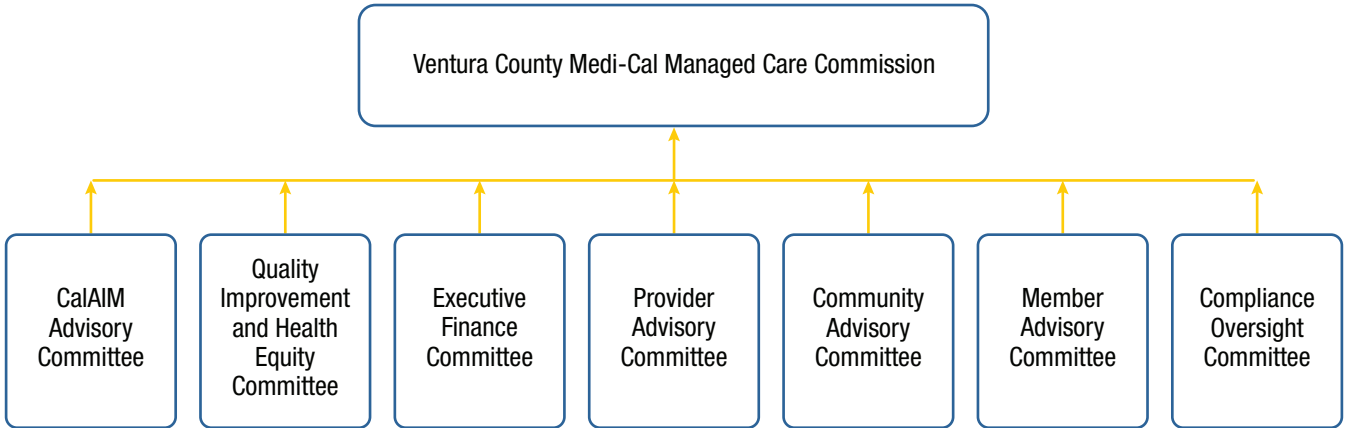 Ventura County Medi-Cal Managed Care Commission
CalAIM
Advisory
Committee
Quality
Improvement
and Health
Equity
Committee
Executive
Finance
Committee
Provider
Advisory
Committee
Community
Advisory
Committee
Member
Advisory
Committee
Compliance
Oversight
Committee